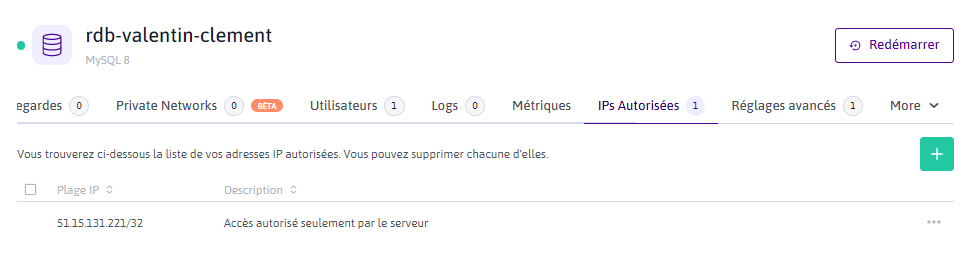 rdb-valentin-clement
MySQL 8
Redémarrer
egardes 0 Private Networks 0 BÊTA Utilisateurs 1 Logs 0 Métriques IPs Autorisées 1 Réglages avancés 1 More
Vous trouverez ci-dessous la liste de vos adresses IP autorisées. Vous pouvez supprimer chacune d'elles.
Plage IP Description
51.15.131.221/32 Accès autorisé seulement par le serveur